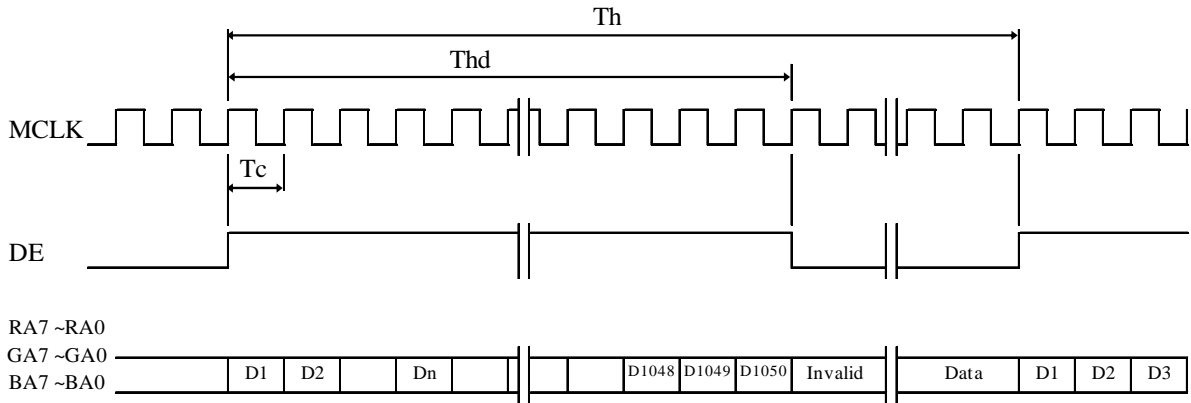 Th
Thd
MCLK
Tc
DE
RA7 ~RA0
GA7 ~GA0
BA7 ~BA0
D1 D2 Dn D1048 D1049 D1050 Invalid Data D1 D2 D3